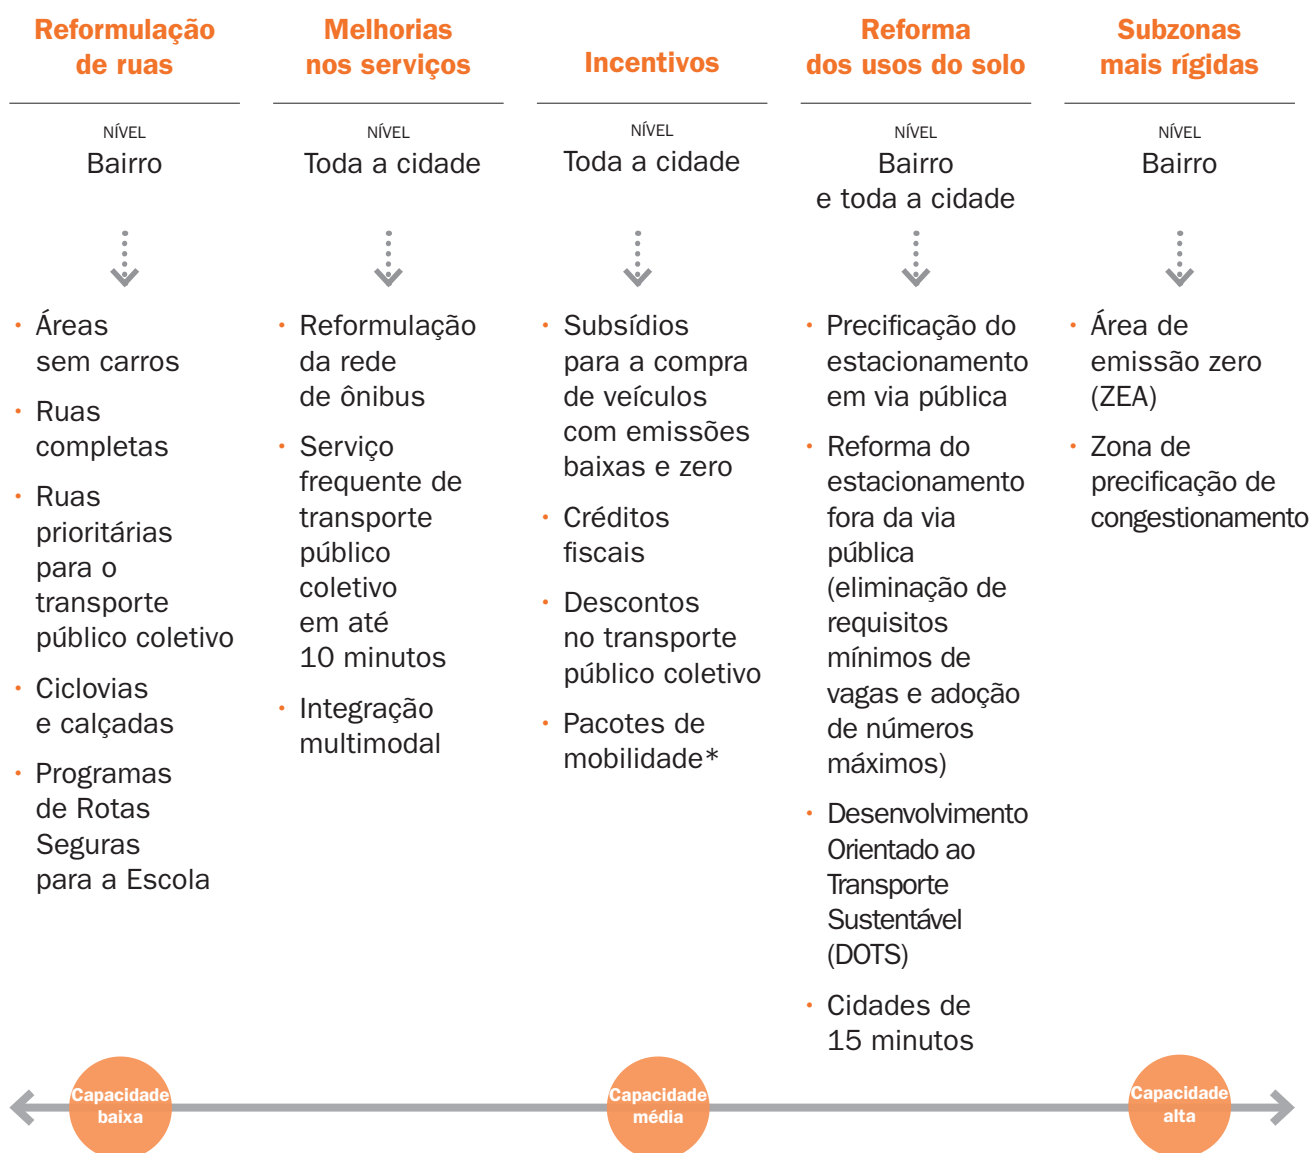 Reformulação
de ruas
NÍVEL
Bairro
• Áreas
sem carros
• Ruas
completas
• Ruas
prioritárias
para o
transporte
público coletivo
• Ciclovias
e calçadas
• Programas
de Rotas
Seguras
para a Escola
Melhorias
nos serviços
NÍVEL
Toda a cidade
• Reformulação
da rede
de ônibus
• Serviço
frequente de
transporte
público
coletivo
em até
10 minutos
• Integração
multimodal
Incentivos
NÍVEL
Toda a cidade
• Subsídios
para a compra
de veículos
com emissões
baixas e zero
• Créditos
fiscais
• Descontos
no transporte
público coletivo
• Pacotes de
mobilidade*
Reforma
dos usos do solo
NÍVEL
Bairro
e toda a cidade
• Precificação do
estacionamento
em via pública
• Reforma do
estacionamento
fora da via
pública
(eliminação de
requisitos
mínimos de
vagas e adoção
de números
máximos)
• Desenvolvimento
Orientado ao
Transporte
Sustentável
(DOTS)
• Cidades de
15 minutos
Subzonas
mais rígidas
NÍVEL
Bairro
• Área de
emissão zero
(ZEA)
• Zona de
precificação de
congestionamento
Capacidade
baixa
Capacidade
média
Capacidade
alta